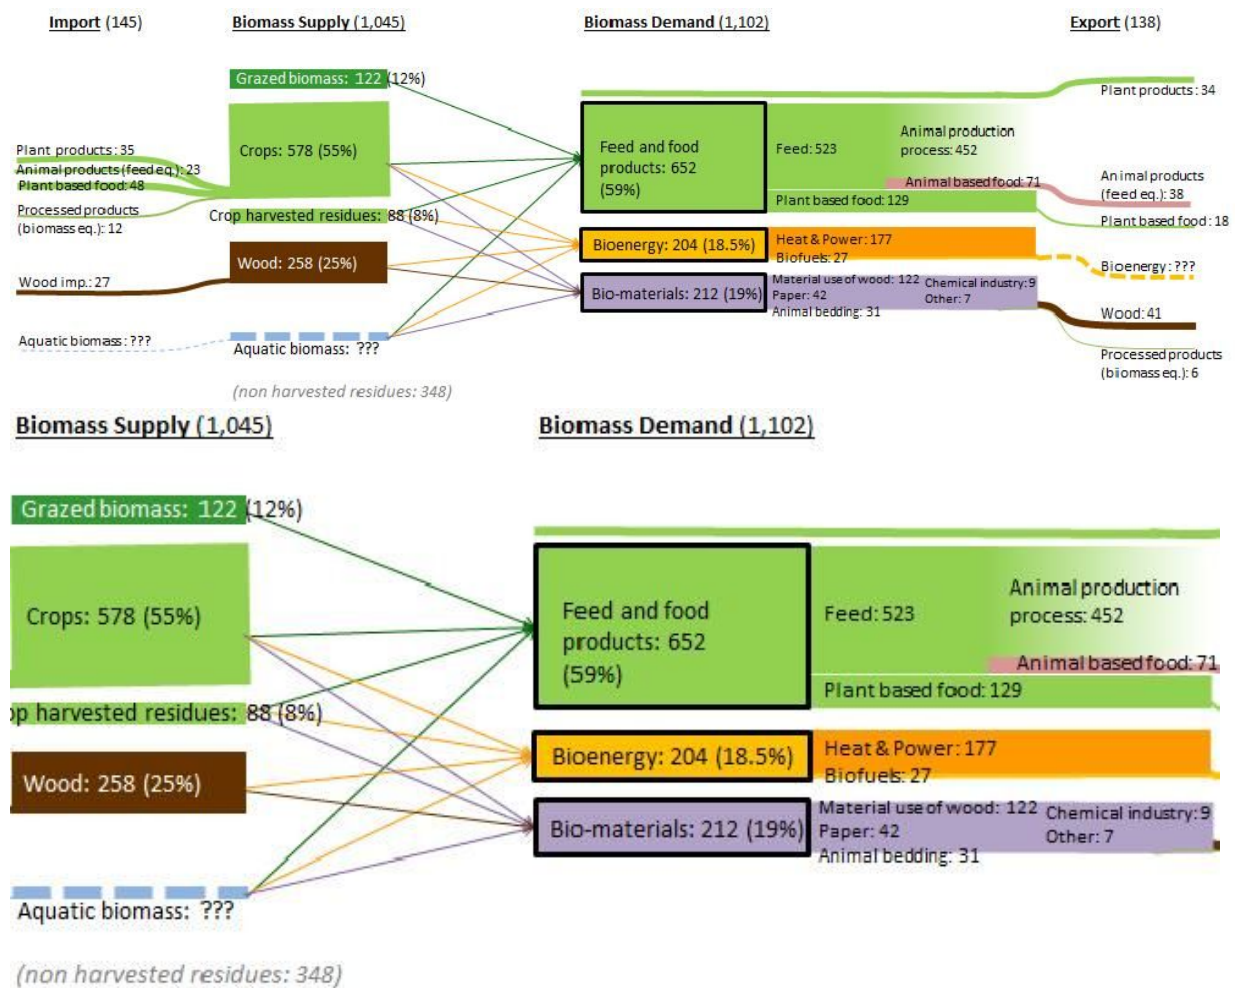 Import (145)
Biomass Supply (1,045)
Biomass Demand (1,102)
Export (138)
Grazed biomass: 122 (12%)
Plant products: 34
Crops: 578 (55%)
Feed and food
products: 652
(59%)
Feed: 523
Animal production
process: 452
Plant products: 35
Animal products (feed eq.): 23
Plant based food: 48
Processed products
(biomass eq.): 12
Animal based food: 71
Animal products
(feed eq.): 38
Plant based food: 129
Plant based food: 18
Crop harvested residues: 88 (8%)
Wood: 258 (25%)
Bioenergy: 204 (18.5%)
Heat & Power: 177
Biofuels: 27
Bioenergy: ???
Wood imp.: 27
Bio-materials: 212 (19%)
Material use of wood: 122
Paper: 42
Animal bedding: 31
Chemical industry: 9
Other: 7
Wood: 41
Aquatic biomass: ???
Aquatic biomass: ???
Processed products
(biomass eq.): 6
(non harvested residues: 348)
Biomass Supply (1,045)
Biomass Demand (1,102)
Grazed biomass: 122 (12%)
Crops: 578 (55%)
Feed and food
products: 652
(59%)
Feed: 523
Animal production
process: 452
Animal based food: 71
Plant based food: 129
op harvested residues: 88 (8%)
Wood: 258 (25%)
Bioenergy: 204 (18.5%)
Heat & Power: 177
Biofuels: 27
Bio-materials: 212 (19%)
Material use of wood: 122
Paper: 42
Animal bedding: 31
Chemical industry: 9
Other: 7
Aquatic biomass: ???
(non harvested residues: 348)